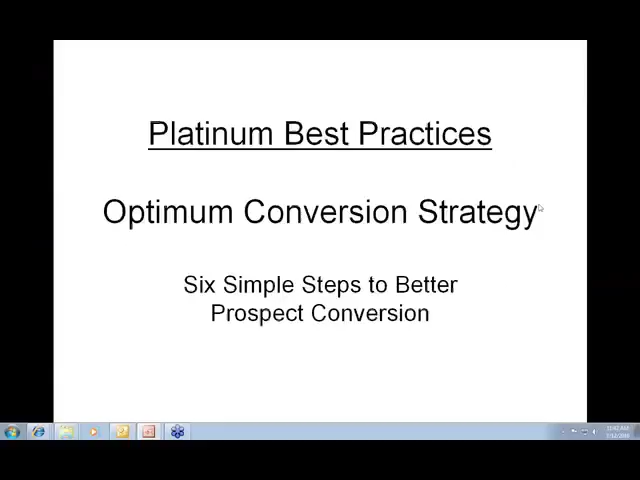 Platinum Best Practices
Optimum Conversion Strategy
Six Simple Steps to Better
Prospect Conversion